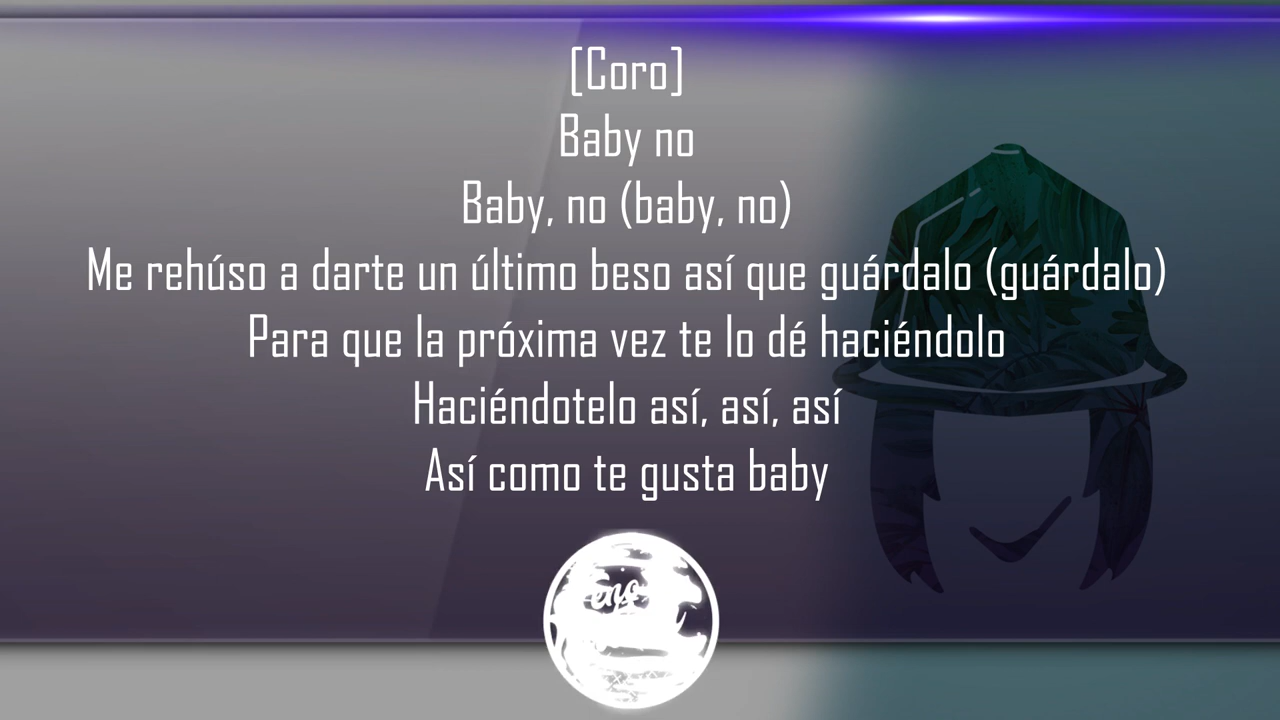 [Coro]
Baby no
Baby, no (baby, no)
Me rehúso a darte un último beso así que guárdalo (guárdalo)
Para que la próxima vez te lo dé haciéndolo
Haciéndotelo así, así, así
Así como te gusta baby